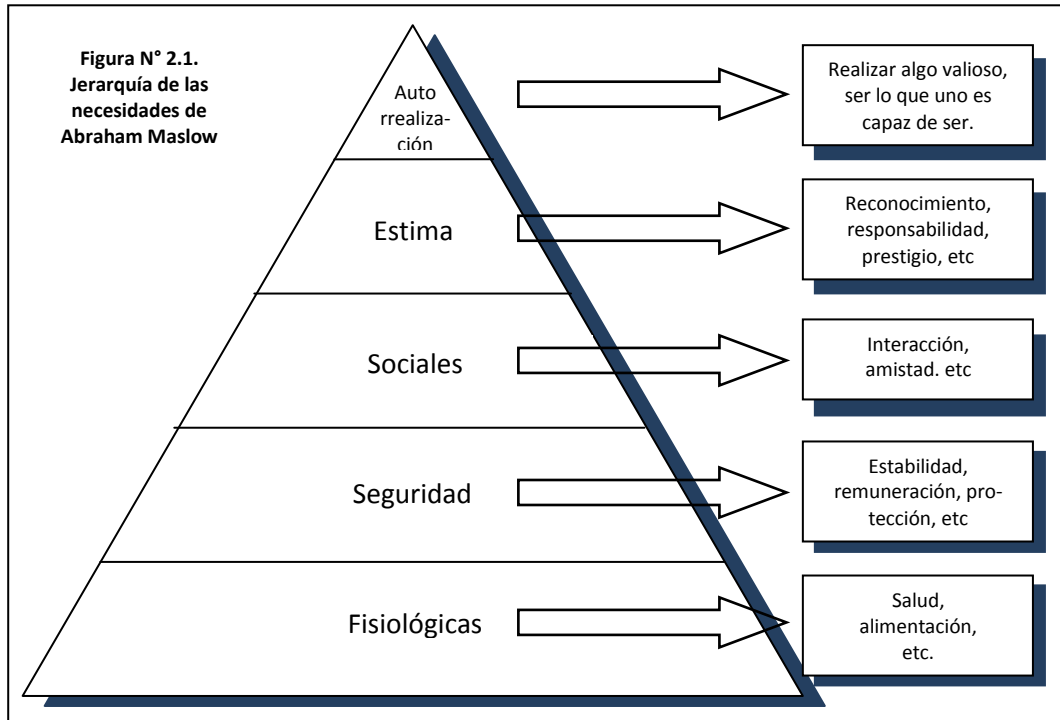 Figura N° 2.1.
Jerarquía de las
necesidades de
Abraham Maslow
Auto
rrealiza-
ción
Realizar algo valioso,
ser lo que uno es
capaz de ser.
Estima
Reconocimiento,
responsabilidad,
prestigio, etc
Sociales
Interacción,
amistad. etc
Seguridad
Estabilidad,
remuneración, pro-
tección, etc
Fisiológicas
Salud,
alimentación,
etc.